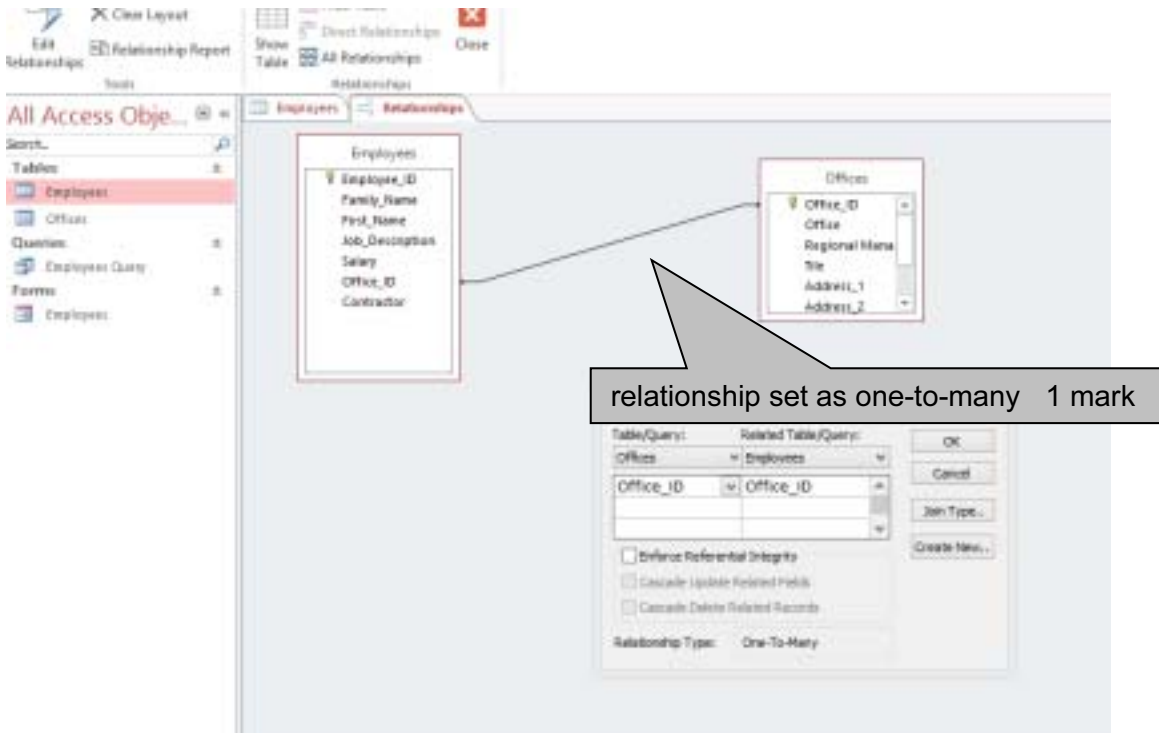 Clear Layout
Edit Relationships
Relationship Report
Tools
Show Table
Direct Relationships
All Relationships
Close
Relationships
All Access Obje...
Search...
Tables
Employees
Offices
Queries
Employees Query
Forms
Employees
Employees
Relationships
Employees
Employee_ID
Family_Name
First_Name
Job_Description
Salary
Office_ID
Contractor
Offices
Office_ID
Office
Regional Mana
Title
Address_1
Address_2
relationship set as one-to-many 1 mark
Table/Query: Related Table/Query:
Offices Employees
Office_ID Office_ID
Enforce Referential Integrity
Cascade Update Related Fields
Cascade Delete Related Records
Relationship Type: One-To-Many
OK
Cancel
Join Type..
Create New..